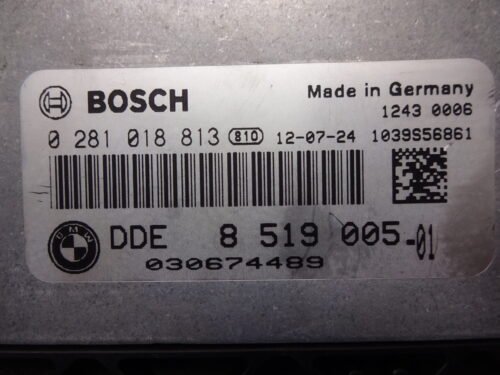 BOSCH
Made in Germany
1243 0006
0 281 018 813 810 12-07-24 1039S56861
BMW DDE 8 519 005-01
030674489